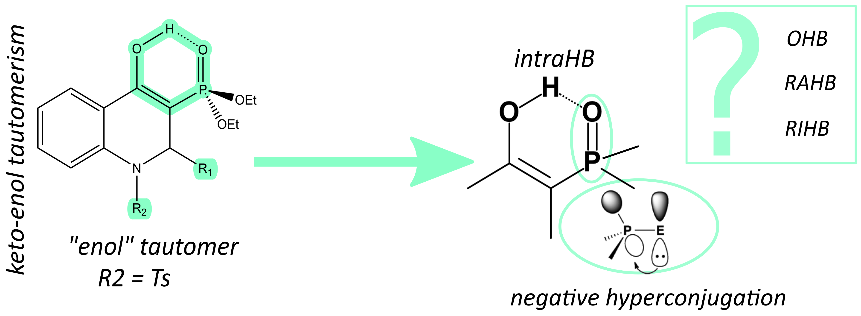 keto-enol tautomerism
H
O
O
P
OEt
OEt
N
R1
R2
"enol" tautomer
R2 = Ts
intraHB
H
O
O
P
P
E
negative hyperconjugation
?
OHB
RAHB
RIHB